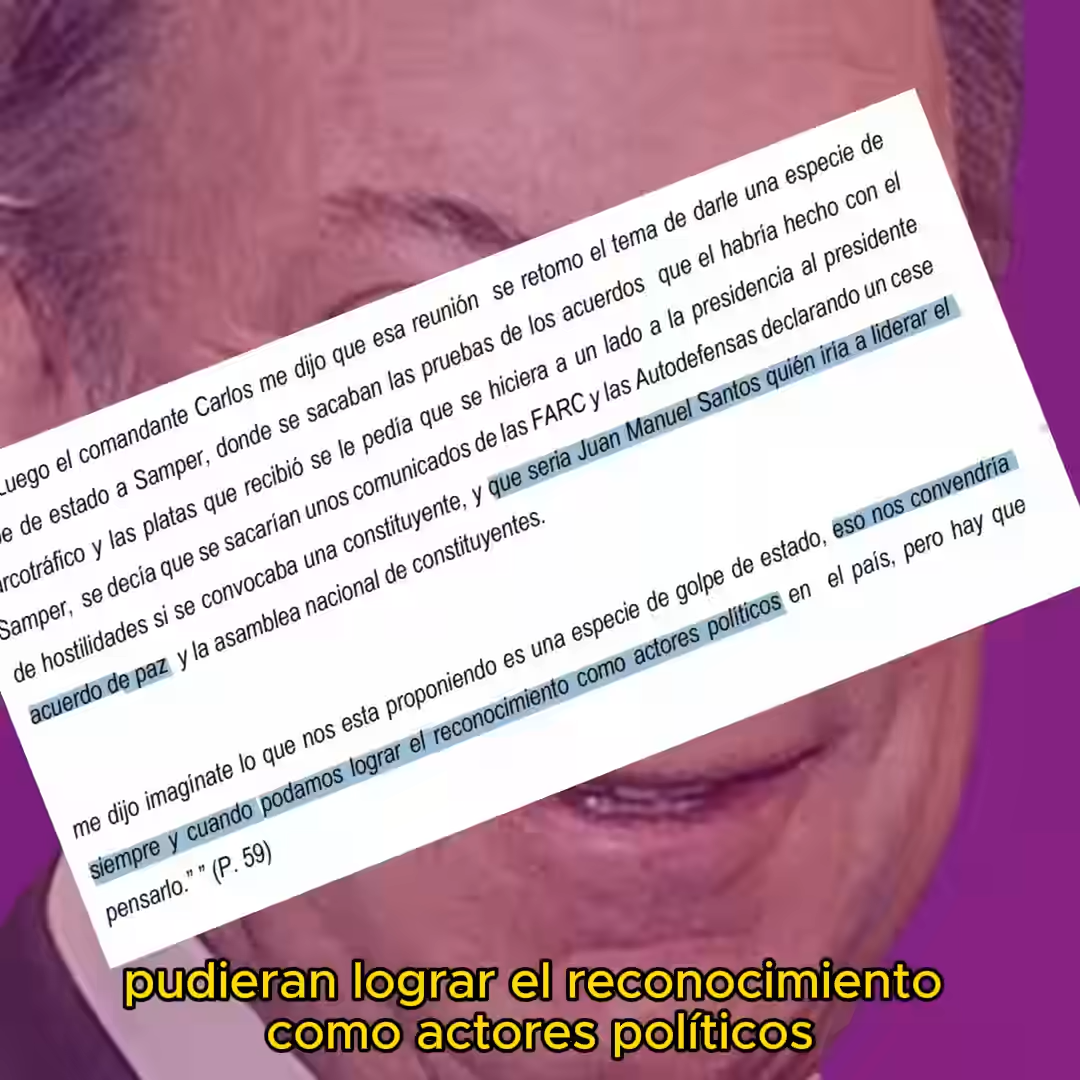 Luego el comandante Carlos me dijo que esa reunión se retomo el tema de darle una especie de
de estado a Samper, donde se sacaban las pruebas de los acuerdos que el habría hecho con el
y las platas que recibió se le pedía que se hiciera a un lado a la presidencia al presidente
Samper, se decía que se sacarían unos comunicados de las FARC y las Autodefensas declarando un cese
de hostilidades si se convocaba una constituyente, y que seria Juan Manuel Santos quién iría a liderar el
acuerdo de paz y la asamblea nacional de constituyentes.
me dijo imagínate lo que nos esta proponiendo es una especie de golpe de estado, eso nos convendría
siempre y cuando podamos lograr el reconocimiento como actores políticos en el país, pero hay que
pensarlo.” ” (P. 59)
pudieran lograr el reconocimiento
como actores políticos